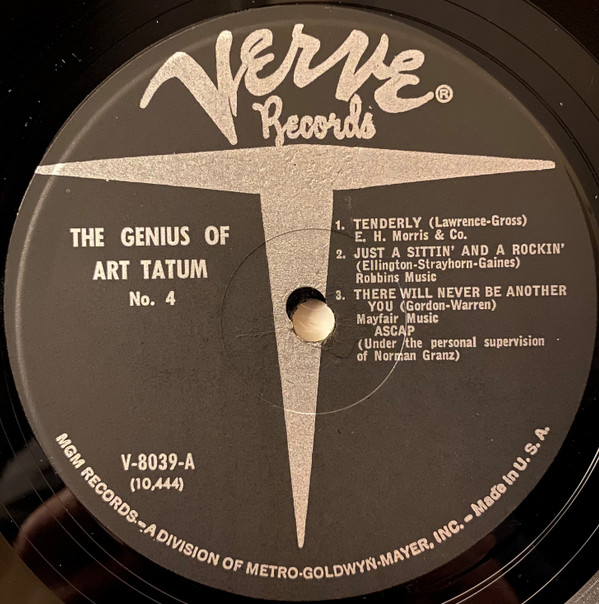 VERVE®
Records
THE GENIUS OF
ART TATUM
No. 4
1. TENDERLY (Lawrence-Gross)
E. H. Morris & Co.
2. JUST A SITTIN' AND A ROCKIN'
(Ellington-Strayhorn-Gaines)
Robbins Music
3. THERE WILL NEVER BE ANOTHER
YOU (Gordon-Warren)
Mayfair Music
ASCAP
(Under the personal supervision
of Norman Granz)
V-8039-A
(10,444)
MGM RECORDS-A DIVISION OF METRO-GOLDWYN-MAYER, INC. - Made in U. S. A.